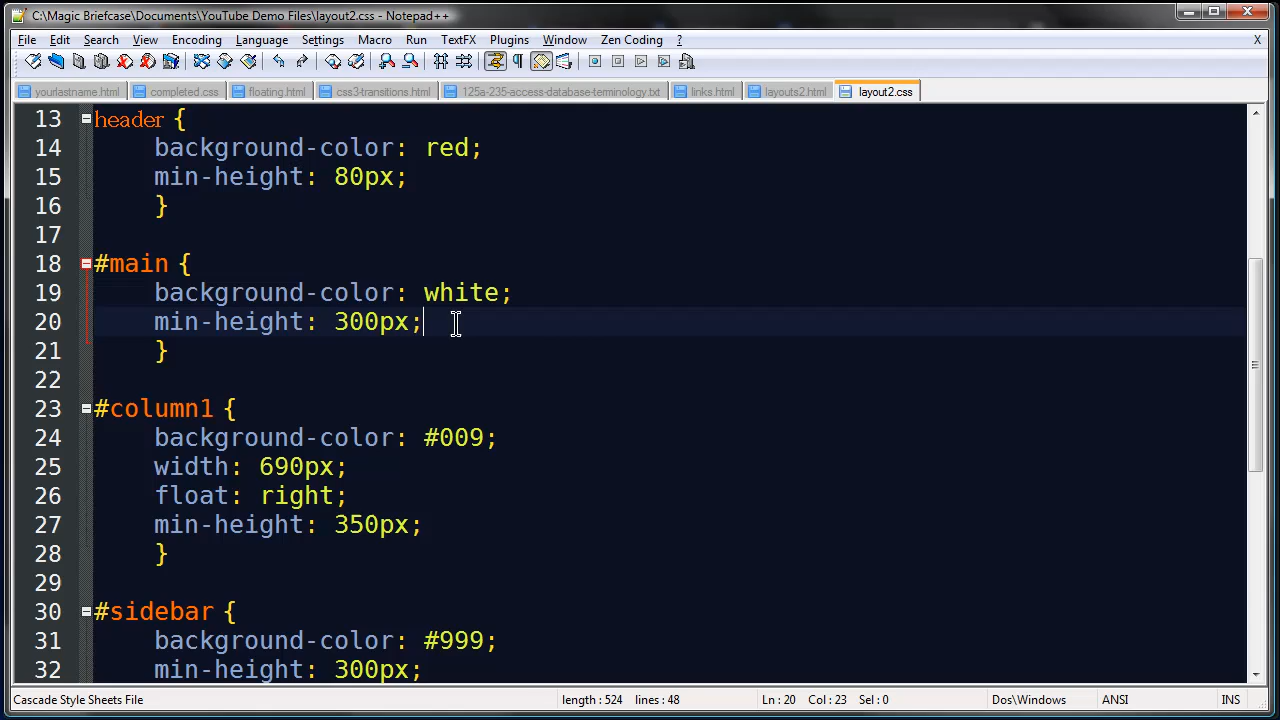 C:\Magic Briefcase\Documents\YouTube Demo Files\layout2.css - Notepad++
File Edit Search View Encoding Language Settings Macro Run TextFX Plugins Window Zen Coding ? X
yourlastname.html completed.css floating.html css3-transitions.html 125a-235-access-database-teminology.txt links.html layouts2.html layout2.css
13 header {
14 background-color: red;
15 min-height: 80px;
16 }
17
18 #main {
19 background-color: white;
20 min-height: 300px;
21 }
22
23 #column1 {
24 background-color: #009;
25 width: 690px;
26 float: right;
27 min-height: 350px;
28 }
29
30 #sidebar {
31 background-color: #999;
32 min-height: 300px;
Cascade Style Sheets File length : 524 lines : 48 Ln : 20 Col : 23 Sel : 0 Dos\Windows ANSI INS